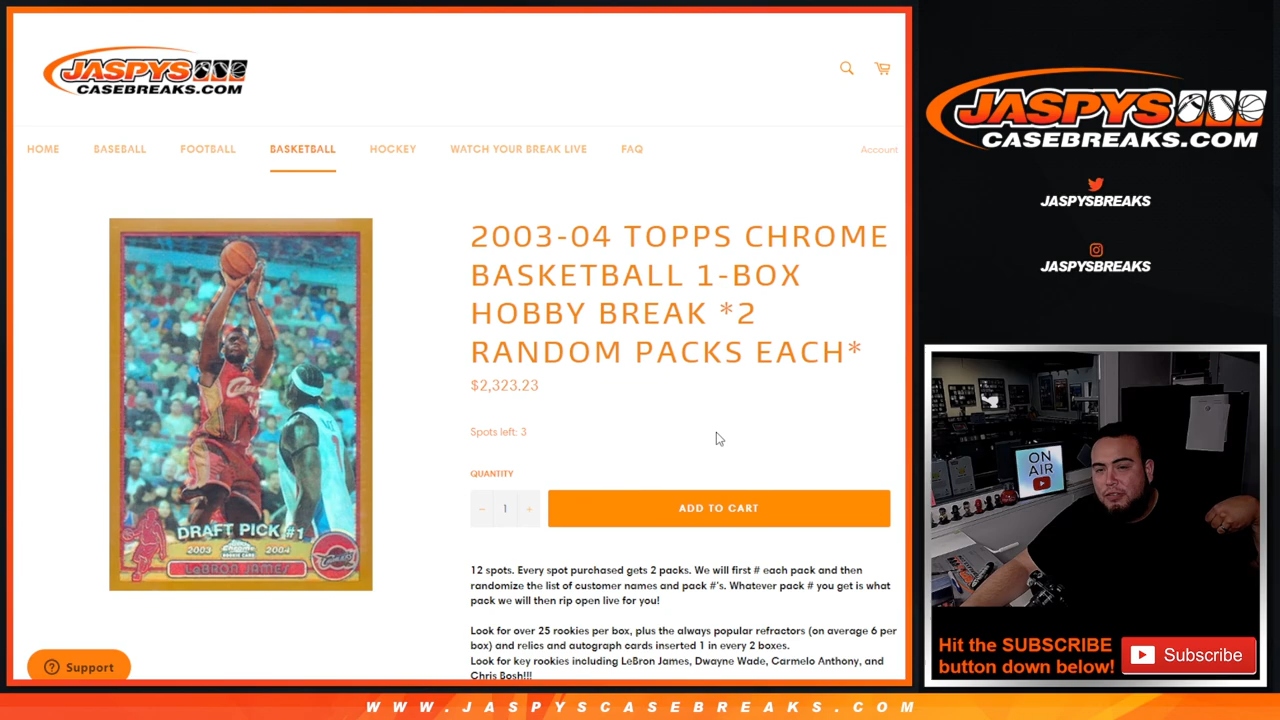 JASPYS
CASEBREAKS.COM
HOME BASEBALL FOOTBALL BASKETBALL HOCKEY WATCH YOUR BREAK LIVE FAQ Account
DRAFT PICK #1
2003 2004
LeBRON JAMES
2003-04 TOPPS CHROME
BASKETBALL 1-BOX
HOBBY BREAK *2
RANDOM PACKS EACH*
$2,323.23
Spots left: 3
QUANTITY
− 1 +
ADD TO CART
12 spots. Every spot purchased gets 2 packs. We will first # each pack and then
randomize the list of customer names and pack #'s. Whatever pack # you get is what
pack we will then rip open live for you!
Look for over 25 rookies per box, plus the always popular refractors (on average 6 per
box) and relics and autograph cards inserted 1 in every 2 boxes.
Look for key rookies including LeBron James, Dwayne Wade, Carmelo Anthony, and
Chris Bosh!!!
Support
JASPYS
CASEBREAKS.COM
JASPYSBREAKS
JASPYSBREAKS
ON
AIR
Hit the SUBSCRIBE
button down below!
Subscribe
WWW.JASPYSCASEBREAKS.COM